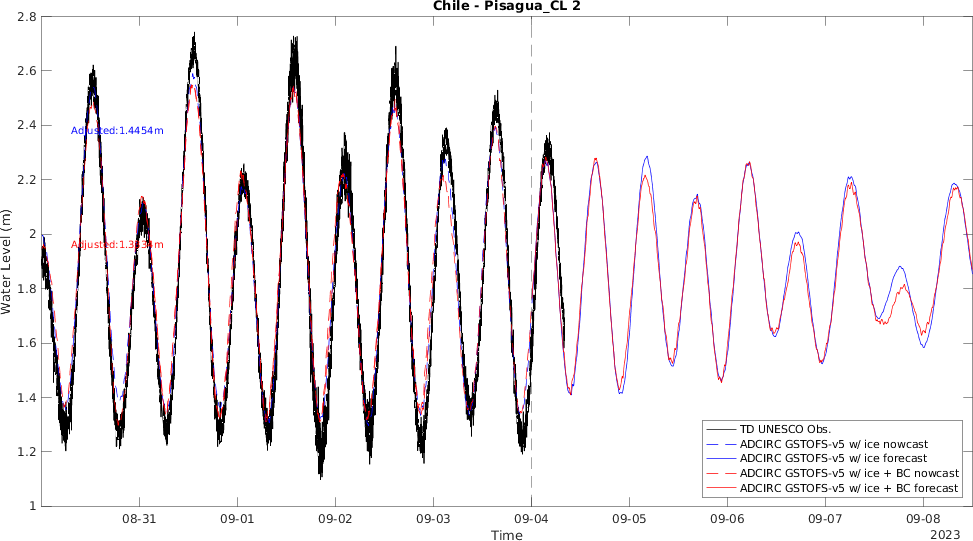 Chile - Pisagua_CL 2
Water Level (m)
2.8
2.6
2.4
2.2
2
1.8
1.6
1.4
1.2
1
Adjusted:1.4454m
TD UNESCO Obs.
ADCIRC GSTOFS-v5 w/ ice nowcast
ADCIRC GSTOFS-v5 w/ ice forecast
ADCIRC GSTOFS-v5 w/ ice + BC nowcast
ADCIRC GSTOFS-v5 w/ ice + BC forecast
08-31
09-01
09-02
09-03
09-04
09-05
09-06
09-07
09-08
Time
2023